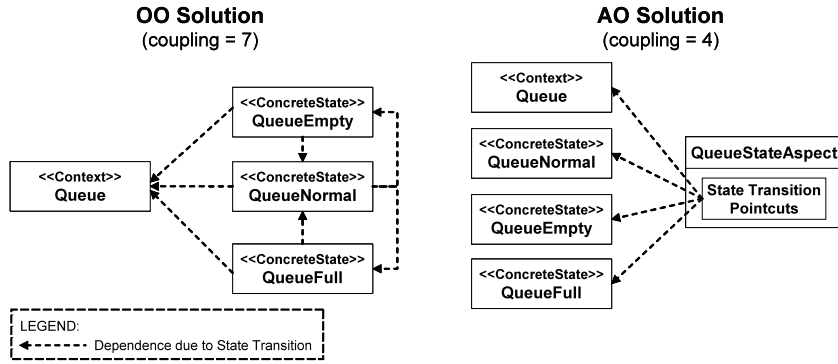 OO Solution
(coupling = 7)
<<ConcreteState>>
QueueEmpty
<<Context>>
Queue
<<ConcreteState>>
QueueNormal
<<ConcreteState>>
QueueFull
LEGEND:
Dependence due to State Transition
AO Solution
(coupling = 4)
<<Context>>
Queue
<<ConcreteState>>
QueueNormal
<<ConcreteState>>
QueueEmpty
<<ConcreteState>>
QueueFull
QueueStateAspect
State Transition
Pointcuts